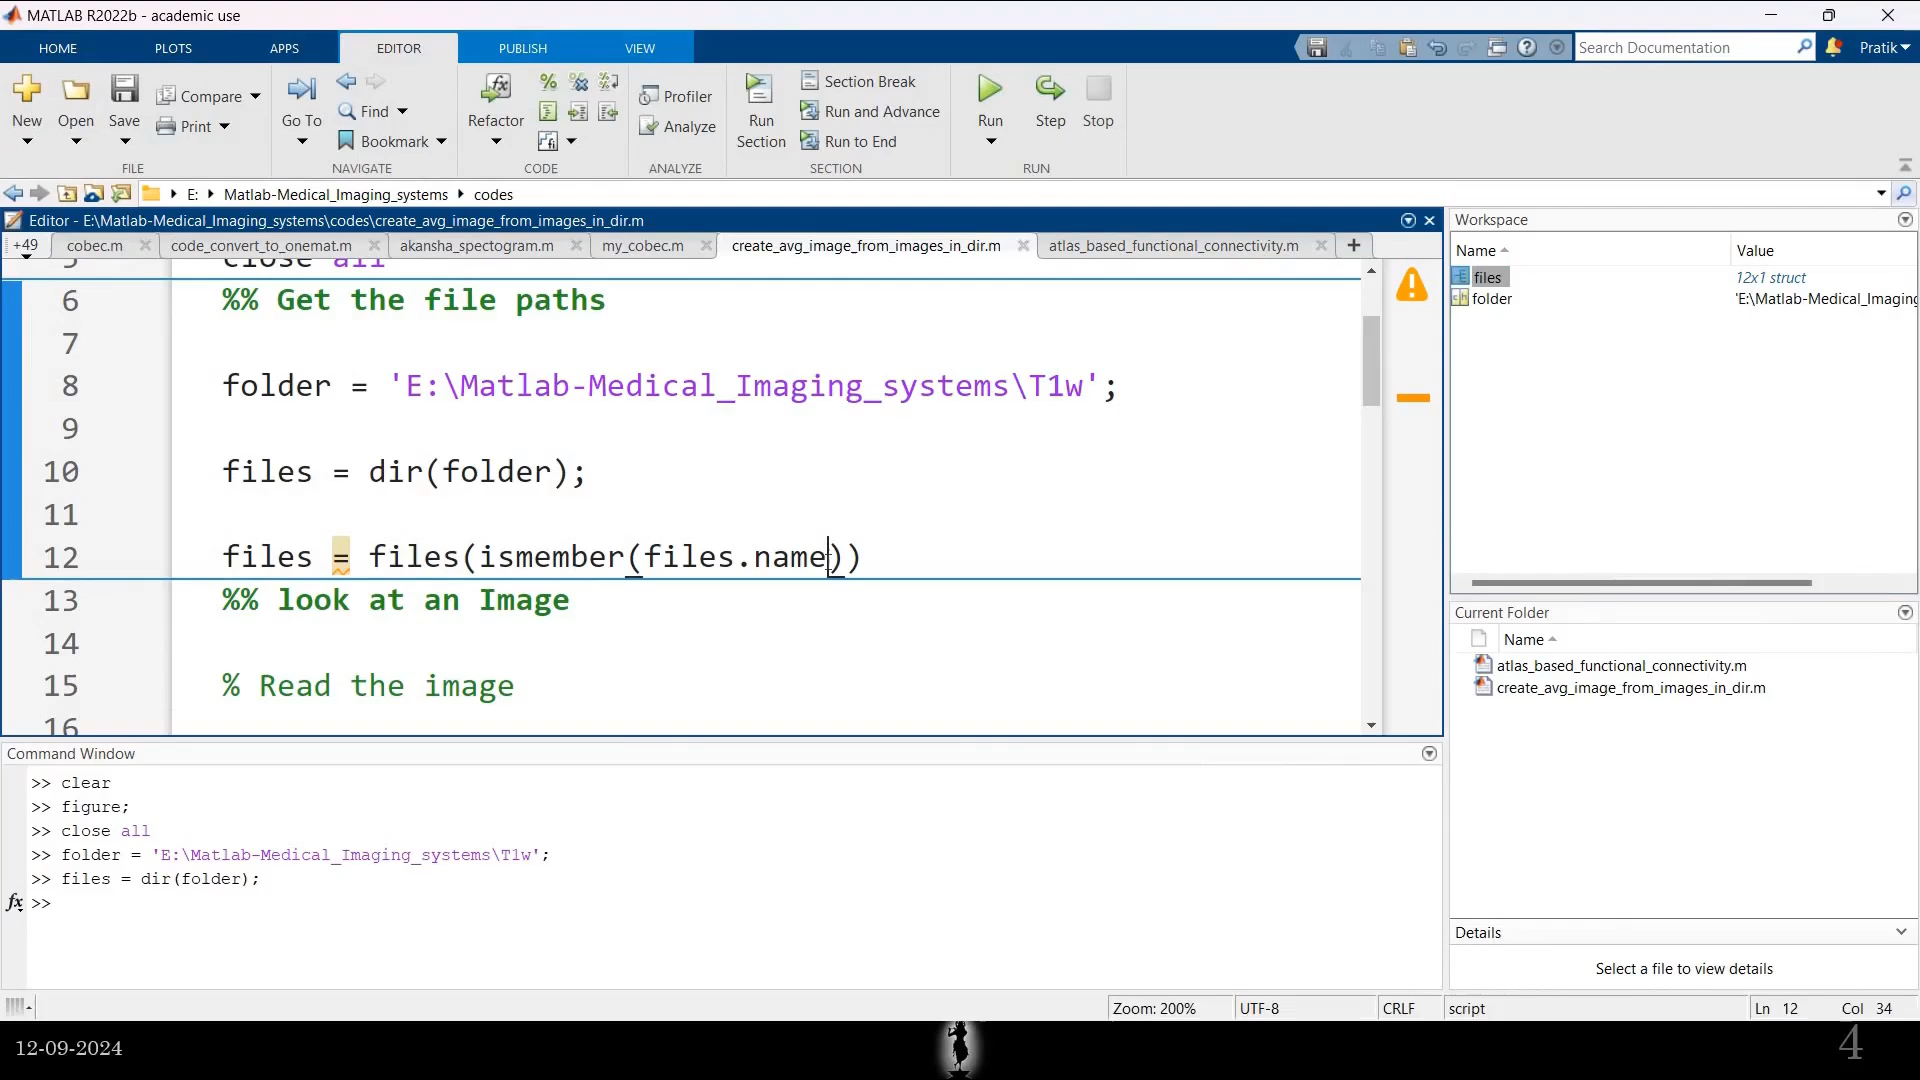 MATLAB R2022b - academic use
HOME PLOTS APPS EDITOR PUBLISH VIEW Search Documentation Pratik
New Open Save Compare Print Go To Find Bookmark Refactor Profiler Analyze Run Section Section Break Run and Advance Run to End Run Step Stop
FILE NAVIGATE CODE ANALYZE SECTION RUN
E: Matlab-Medical_Imaging_systems codes
Editor - E:\Matlab-Medical_Imaging_systems\codes\create_avg_image_from_images_in_dir.m
+49 cobec.m code_convert_to_onemat.m akansha_spectogram.m my_cobec.m create_avg_image_from_images_in_dir.m atlas_based_functional_connectivity.m
5 close all
6 %% Get the file paths
7
8 folder = 'E:\Matlab-Medical_Imaging_systems\T1w';
9
10 files = dir(folder);
11
12 files = files(ismember(files.name))
13 %% look at an Image
14
15 % Read the image
16
Command Window
>> clear
>> figure;
>> close all
>> folder = 'E:\Matlab-Medical_Imaging_systems\T1w';
>> files = dir(folder);
fx >>
Workspace
Name Value
files 12x1 struct
folder 'E:\Matlab-Medical_Imaging
Current Folder
Name
atlas_based_functional_connectivity.m
create_avg_image_from_images_in_dir.m
Details
Select a file to view details
Zoom: 200% UTF-8 CRLF script Ln 12 Col 34
12-09-2024 4